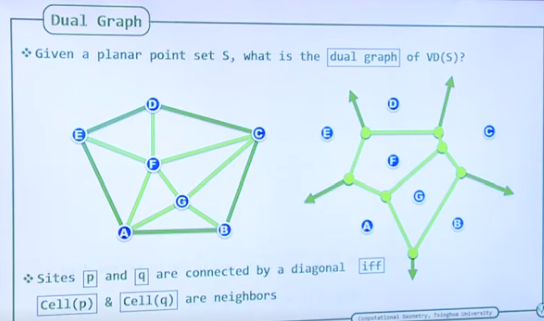 Dual Graph
❖Given a planar point set S, what is the dual graph of VD(S)?
D
D
E
C
E
C
F
F
G
G
A
B
A
B
❖Sites p and q are connected by a diagonal iff
Cell(p) & Cell(q) are neighbors
Computational Geometry, Tsinghua University